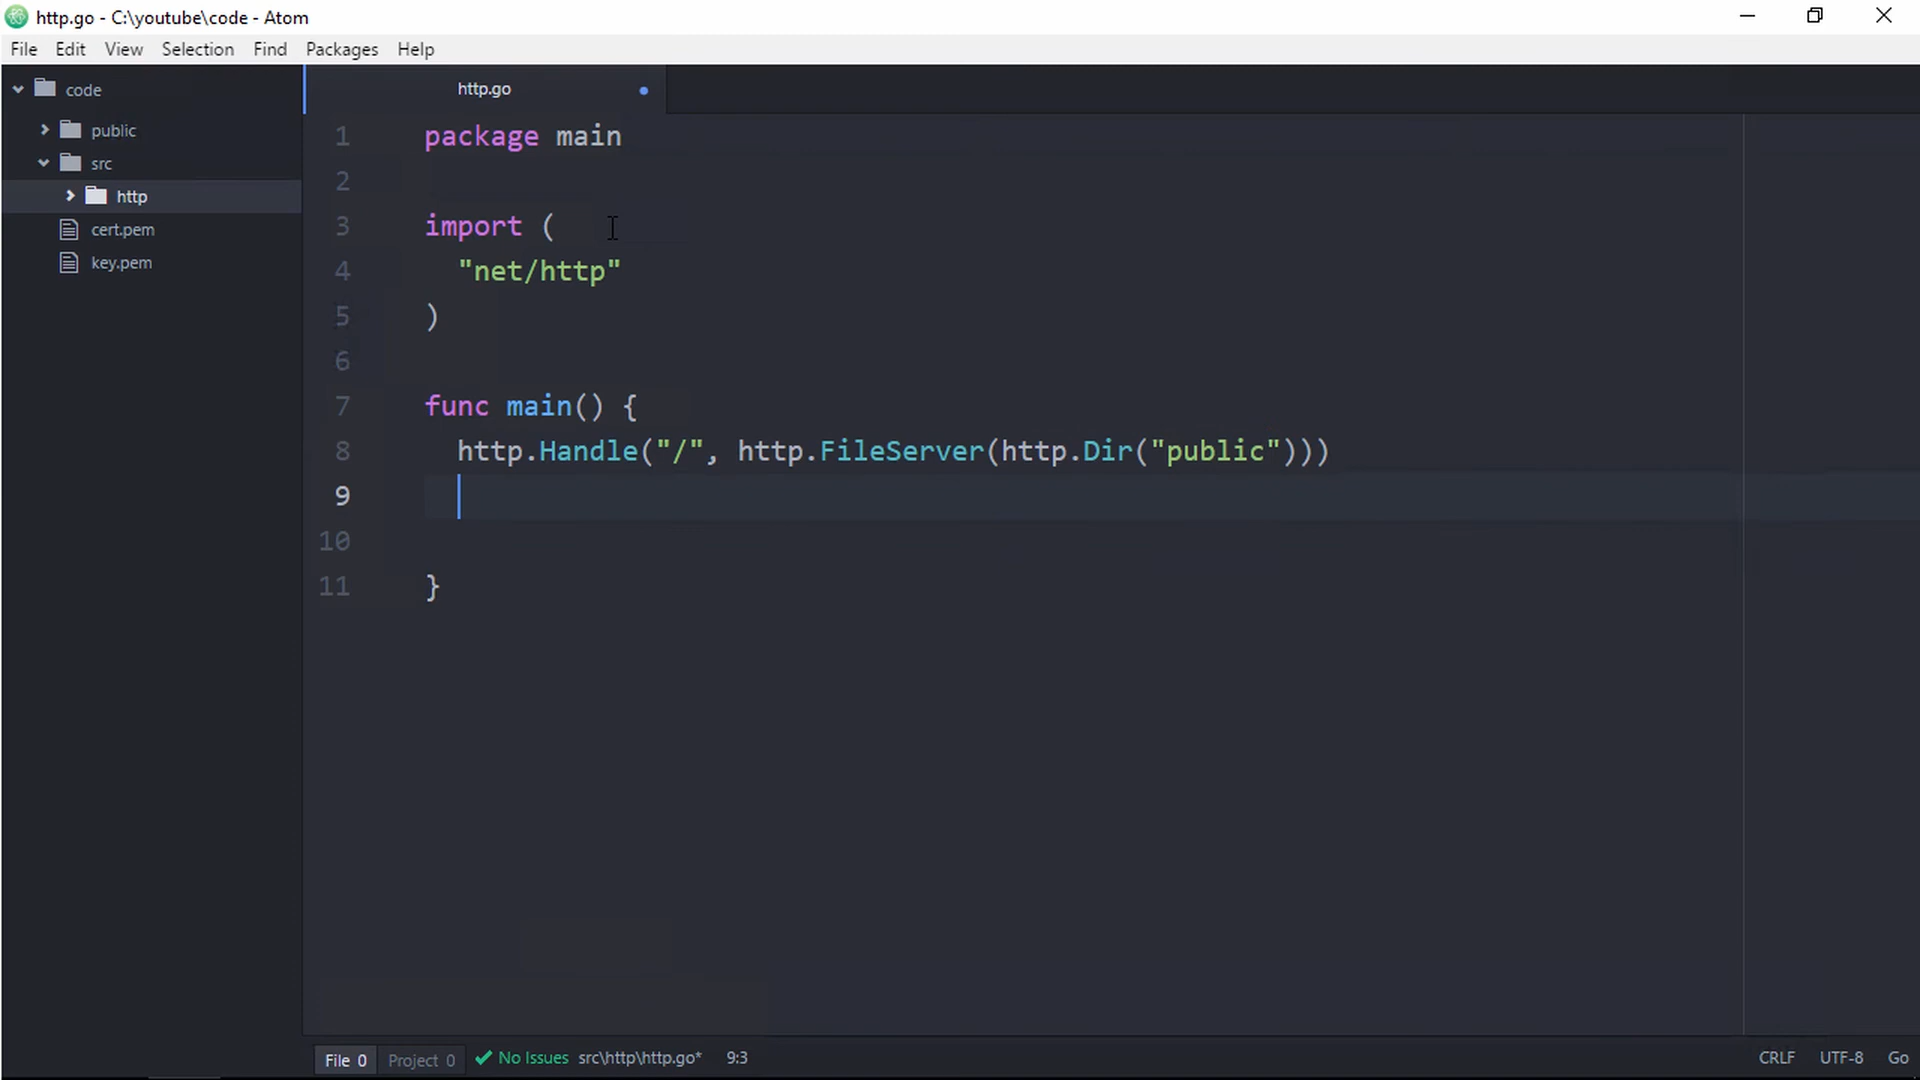 http.go - C:\youtube\code - Atom
File Edit View Selection Find Packages Help
code
public
src
http
cert.pem
key.pem
http.go
1 package main
2
3 import (
4 "net/http"
5 )
6
7 func main() {
8 http.Handle("/", http.FileServer(http.Dir("public")))
9
10
11 }
File 0 Project 0 No Issues src\http\http.go* 9:3 CRLF UTF-8 Go